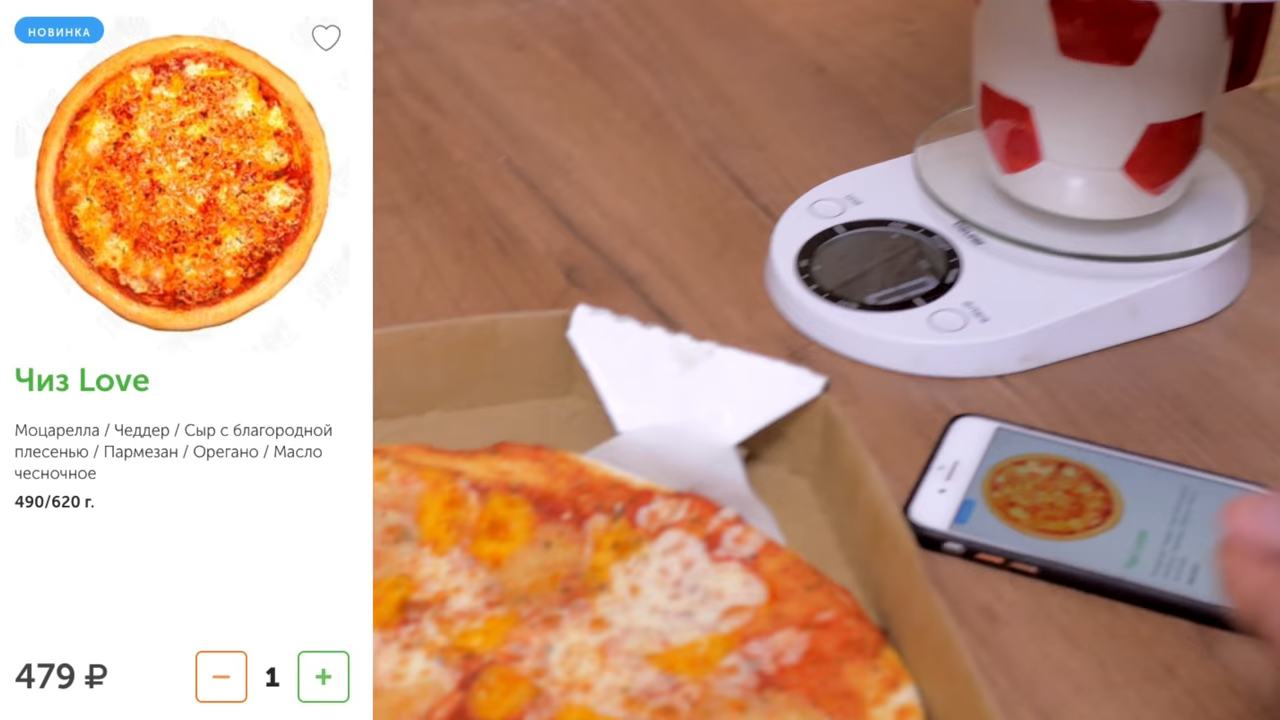 НОВИНКА
Чиз Love
Моцарелла / Чеддер / Сыр с благородной
плесенью / Пармезан / Орегано / Масло
чесночное
490/620 г.
479 ₽
− 1 +